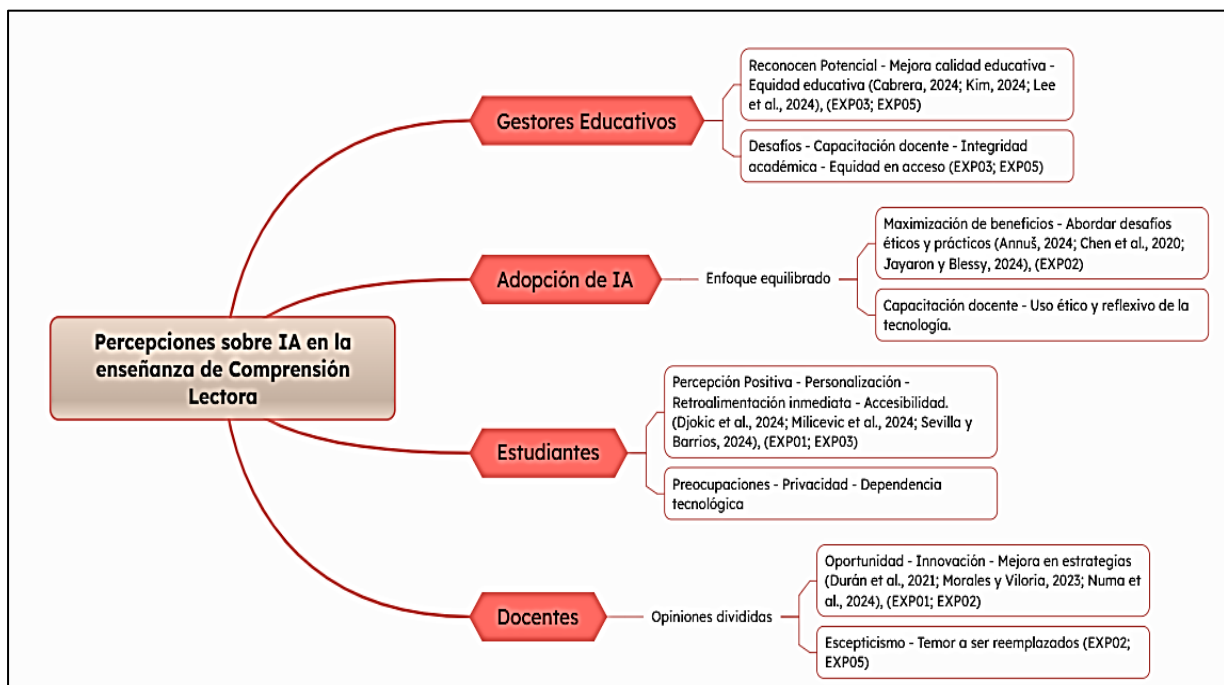 Percepciones sobre IA en la
enseñanza de Comprensión
Lectora
Gestores Educativos
Reconocen Potencial - Mejora calidad educativa -
Equidad educativa (Cabrera, 2024; Kim, 2024; Lee
et al., 2024), (EXP03; EXP05)
Desafíos - Capacitación docente - Integridad
académica - Equidad en acceso (EXP03; EXP05)
Adopción de IA
Enfoque equilibrado
Maximización de beneficios - Abordar desafíos
éticos y prácticos (Annuš, 2024; Chen et al., 2020;
Jayaron y Blessy, 2024), (EXP02)
Capacitación docente - Uso ético y reflexivo de la
tecnología.
Estudiantes
Percepción Positiva - Personalización -
Retroalimentación inmediata - Accesibilidad.
(Djokic et al., 2024; Milicevic et al., 2024; Sevilla y
Barrios, 2024), (EXP01; EXP03)
Preocupaciones - Privacidad - Dependencia
tecnológica
Docentes
Opiniones divididas
Oportunidad - Innovación - Mejora en estrategias
(Durán et al., 2021; Morales y Viloria, 2023; Numa et
al., 2024), (EXP01; EXP02)
Escepticismo - Temor a ser reemplazados (EXP02;
EXP05)